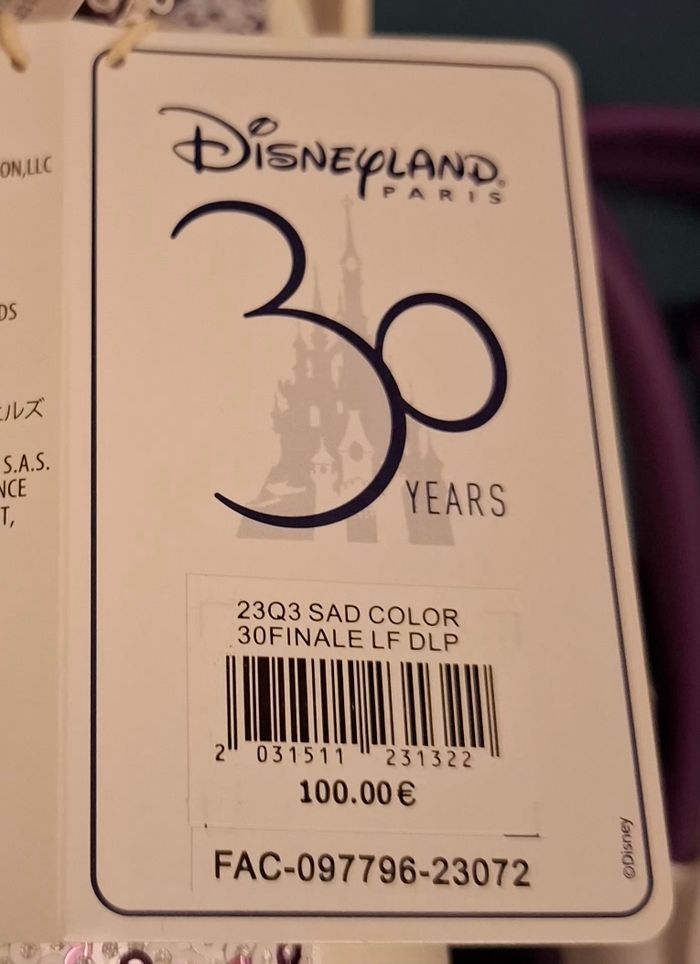 ON,LLC
DS
ルズ
S.A.S.
NCE
T,
DISNEYLAND®
PARIS
30
YEARS
23Q3 SAD COLOR
30FINALE LF DLP
2 031511 231322
100.00€
FAC-097796-23072
©Disney